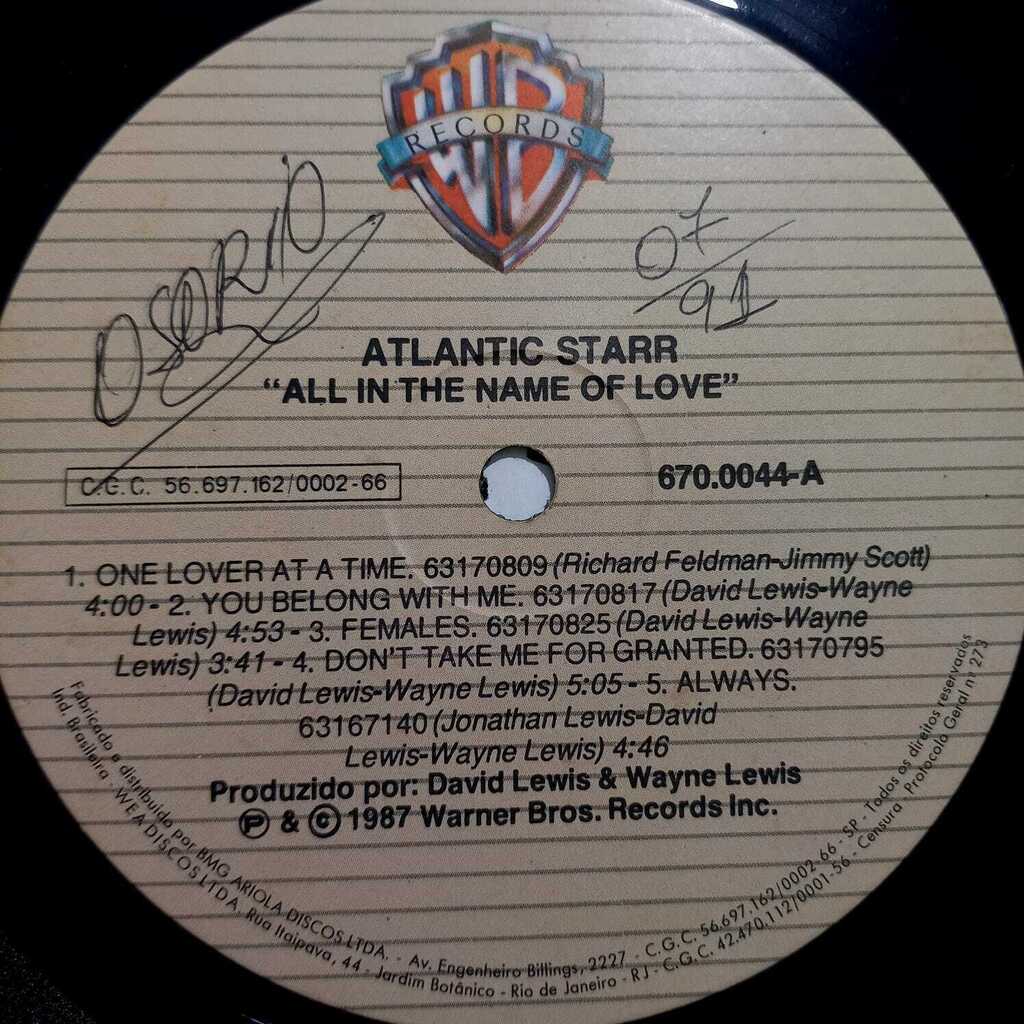 WB
RECORDS
OSORIO
07/91
ATLANTIC STARR
“ALL IN THE NAME OF LOVE”
C.G.C. 56.697.162/0002-66
670.0044-A
1. ONE LOVER AT A TIME. 63170809 (Richard Feldman-Jimmy Scott)
4:00 - 2. YOU BELONG WITH ME. 63170817 (David Lewis-Wayne
Lewis) 4:53 - 3. FEMALES. 63170825 (David Lewis-Wayne
Lewis) 3:41 - 4. DON'T TAKE ME FOR GRANTED. 63170795
(David Lewis-Wayne Lewis) 5:05 - 5. ALWAYS.
63167140 (Jonathan Lewis-David
Lewis-Wayne Lewis) 4:46
Produzido por: David Lewis & Wayne Lewis
Ⓟ & © 1987 Warner Bros. Records Inc.
Fabricado e distribuido por BMG ARIOLA DISCOS LTDA. - Av. Engenheiro Billings, 2227 - C.G.C. 56.697.162/0002-66 - SP - Todos os direitos reservados
Ind. Brasileira - WEA DISCOS LTDA. Rua Itaipava, 44 - Jardim Botânico - Rio de Janeiro - RJ - C.G.C. 42.470.112/0001-56 - Censura - Protocolo Geral nº 273